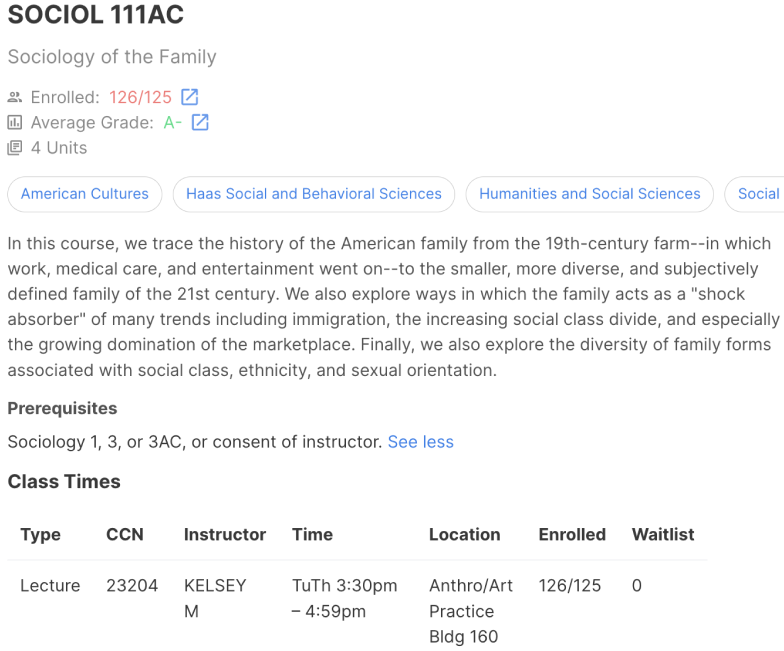 SOCIOL 111AC
Sociology of the Family
Enrolled: 126/125
Average Grade: A-
4 Units
American Cultures Haas Social and Behavioral Sciences Humanities and Social Sciences Social
In this course, we trace the history of the American family from the 19th-century farm--in which
work, medical care, and entertainment went on--to the smaller, more diverse, and subjectively
defined family of the 21st century. We also explore ways in which the family acts as a "shock
absorber" of many trends including immigration, the increasing social class divide, and especially
the growing domination of the marketplace. Finally, we also explore the diversity of family forms
associated with social class, ethnicity, and sexual orientation.
Prerequisites
Sociology 1, 3, or 3AC, or consent of instructor. See less
Class Times
Type CCN Instructor Time Location Enrolled Waitlist
Lecture 23204 KELSEY TuTh 3:30pm Anthro/Art 126/125 0
M – 4:59pm Practice
Bldg 160